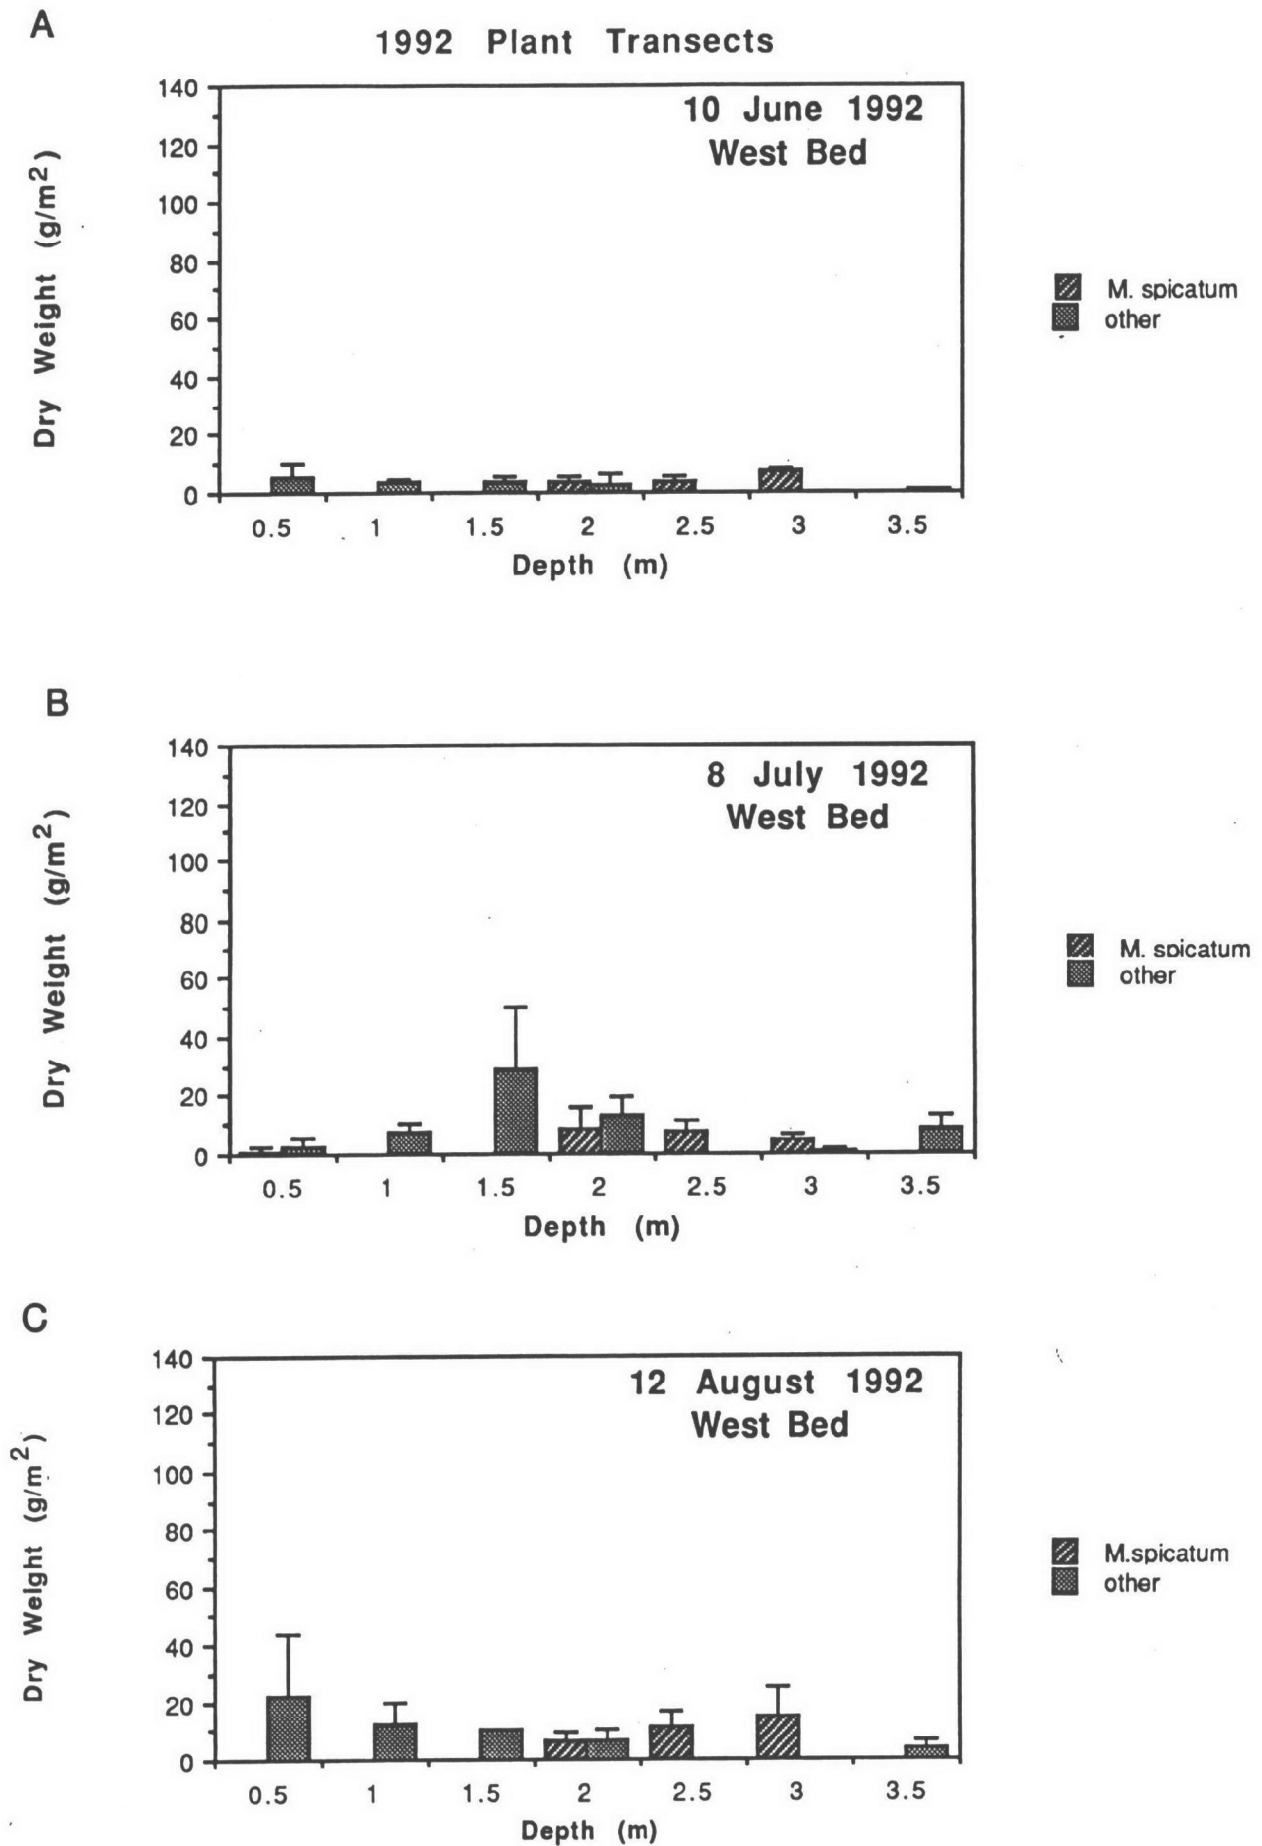 A
1992 Plant Transects
10 June 1992
West Bed
140
120
100
80
60
40
20
0
Dry Weight (g/m²)
0.5 1 1.5 2 2.5 3 3.5
Depth (m)
M. spicatum
other
B
8 July 1992
West Bed
140
120
100
80
60
40
20
0
Dry Weight (g/m²)
0.5 1 1.5 2 2.5 3 3.5
Depth (m)
M. spicatum
other
C
12 August 1992
West Bed
140
120
100
80
60
40
20
0
Dry Weight (g/m²)
0.5 1 1.5 2 2.5 3 3.5
Depth (m)
M.spicatum
other